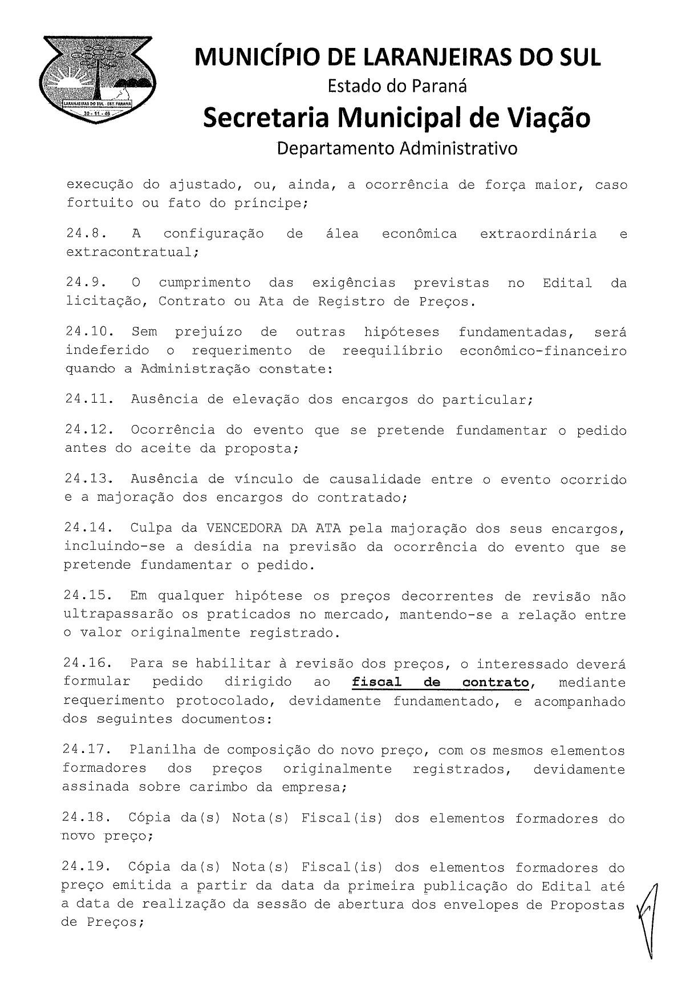 MUNICÍPIO DE LARANJEIRAS DO SUL
Estado do Paraná
Secretaria Municipal de Viação
Departamento Administrativo
LARANJEIRAS DO SUL - EST. PARANÁ
30 - 11 - 46
execução do ajustado, ou, ainda, a ocorrência de força maior, caso
fortuito ou fato do príncipe;
24.8. A configuração de álea econômica extraordinária e
extracontratual;
24.9. O cumprimento das exigências previstas no Edital da
licitação, Contrato ou Ata de Registro de Preços.
24.10. Sem prejuízo de outras hipóteses fundamentadas, será
indeferido o requerimento de reequilíbrio econômico-financeiro
quando a Administração constate:
24.11. Ausência de elevação dos encargos do particular;
24.12. Ocorrência do evento que se pretende fundamentar o pedido
antes do aceite da proposta;
24.13. Ausência de vínculo de causalidade entre o evento ocorrido
e a majoração dos encargos do contratado;
24.14. Culpa da VENCEDORA DA ATA pela majoração dos seus encargos,
incluindo-se a desídia na previsão da ocorrência do evento que se
pretende fundamentar o pedido.
24.15. Em qualquer hipótese os preços decorrentes de revisão não
ultrapassarão os praticados no mercado, mantendo-se a relação entre
o valor originalmente registrado.
24.16. Para se habilitar à revisão dos preços, o interessado deverá
formular pedido dirigido ao fiscal de contrato, mediante
requerimento protocolado, devidamente fundamentado, e acompanhado
dos seguintes documentos:
24.17. Planilha de composição do novo preço, com os mesmos elementos
formadores dos preços originalmente registrados, devidamente
assinada sobre carimbo da empresa;
24.18. Cópia da(s) Nota(s) Fiscal(is) dos elementos formadores do
novo preço;
24.19. Cópia da(s) Nota(s) Fiscal(is) dos elementos formadores do
preço emitida a partir da data da primeira publicação do Edital até
a data de realização da sessão de abertura dos envelopes de Propostas
de Preços;